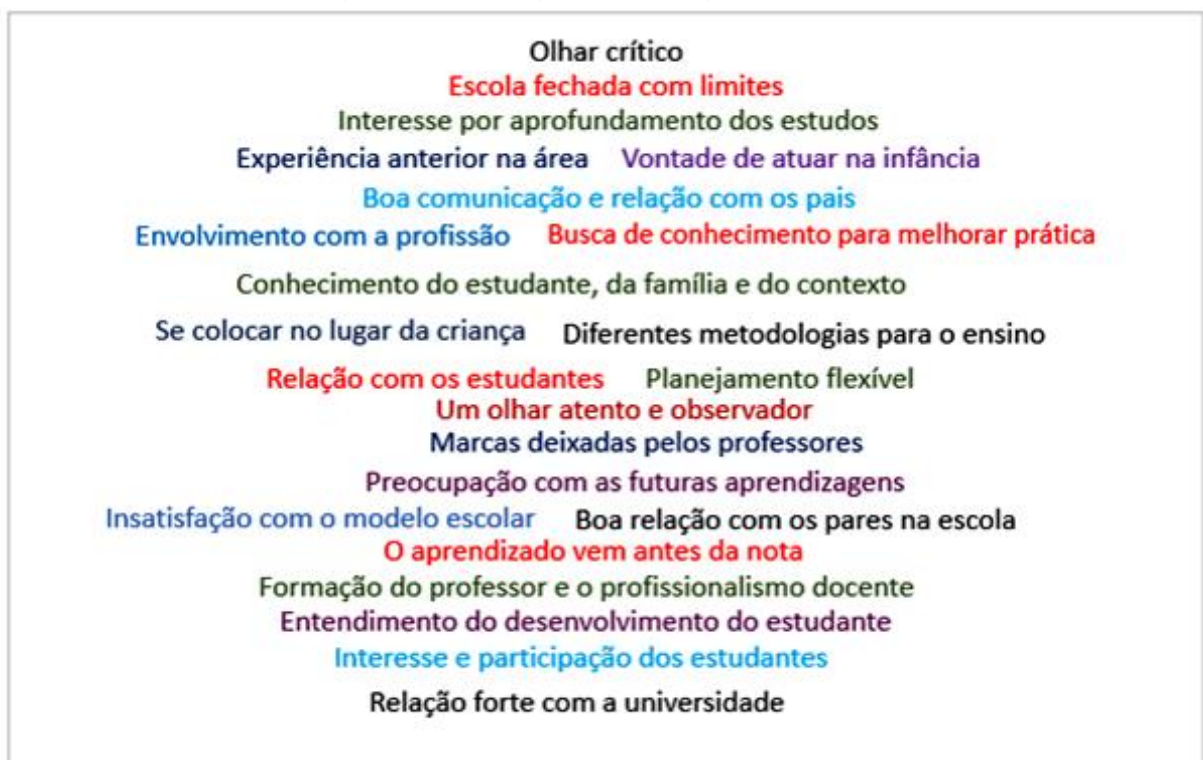 Olhar crítico
Escola fechada com limites
Interesse por aprofundamento dos estudos
Experiência anterior na área Vontade de atuar na infância
Boa comunicação e relação com os pais
Envolvimento com a profissão Busca de conhecimento para melhorar prática
Conhecimento do estudante, da família e do contexto
Se colocar no lugar da criança Diferentes metodologias para o ensino
Relação com os estudantes Planejamento flexível
Um olhar atento e observador
Marcas deixadas pelos professores
Preocupação com as futuras aprendizagens
Insatisfação com o modelo escolar Boa relação com os pares na escola
O aprendizado vem antes da nota
Formação do professor e o profissionalismo docente
Entendimento do desenvolvimento do estudante
Interesse e participação dos estudantes
Relação forte com a universidade